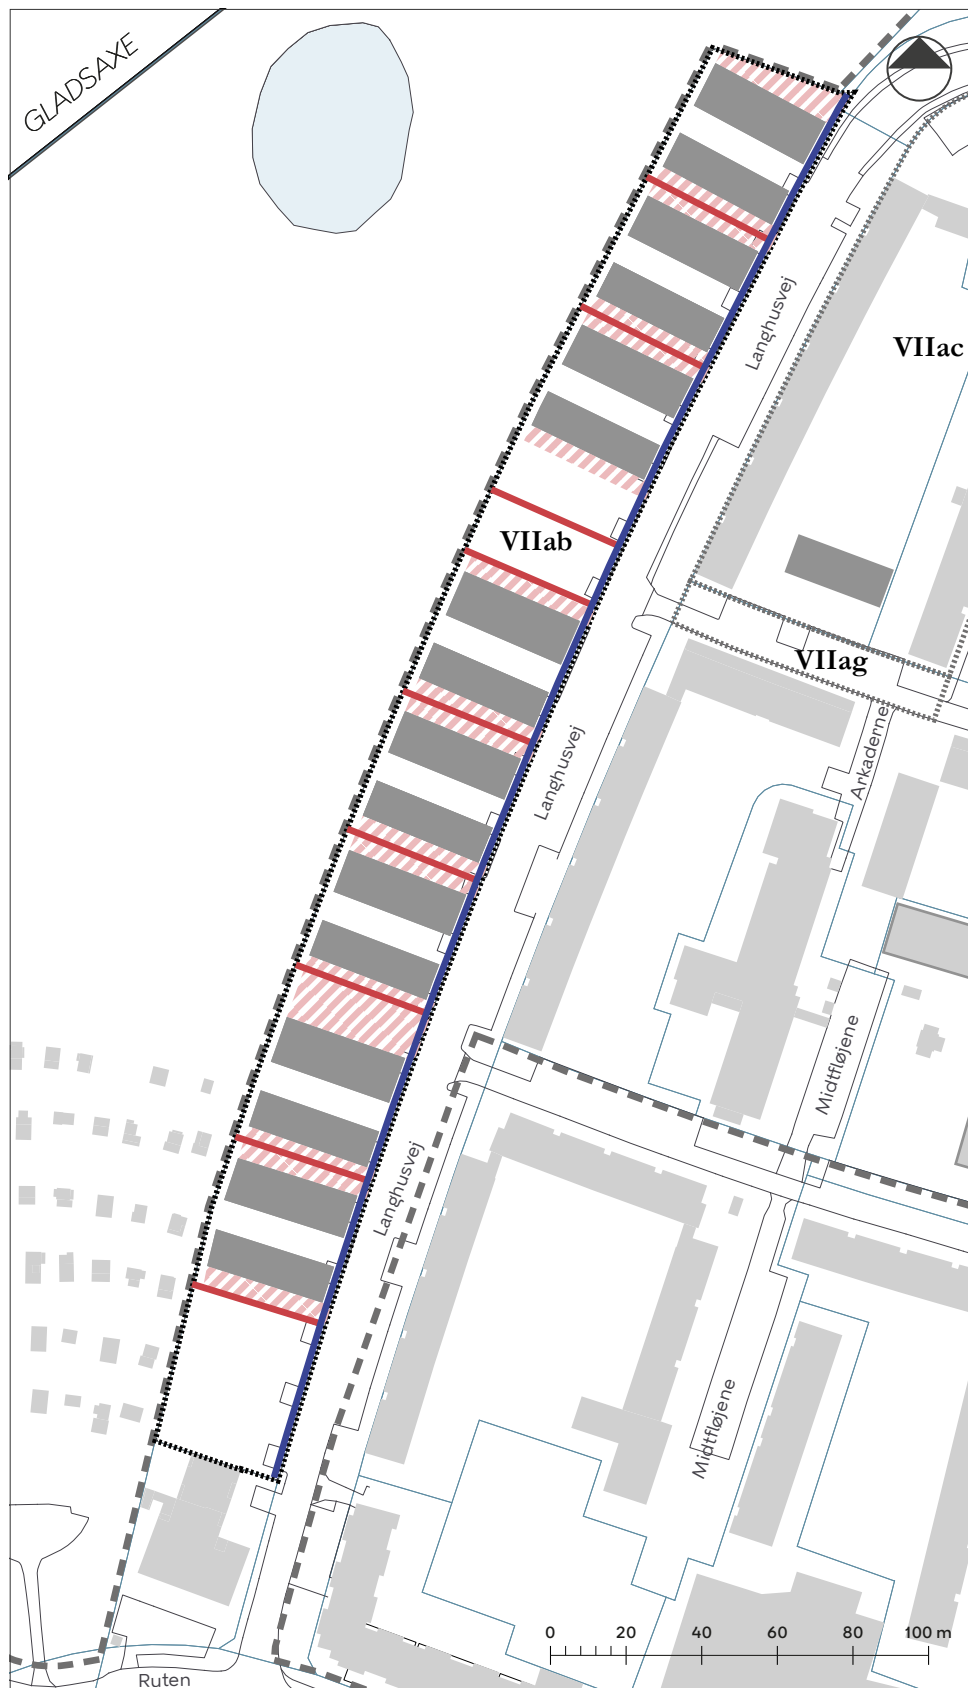 GLADSAXE
Langhusvej
VIIac
VIIab
VIIag
Langhusvej
Arkaderne
Midtfløjene
Langhusvej
Midtfløjene
0 20 40 60 80 100 m
Ruten